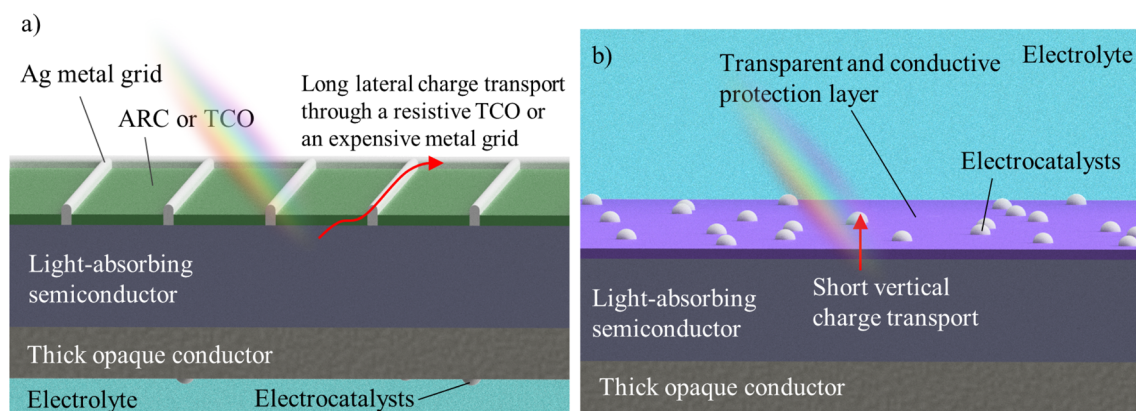 a)
Ag metal grid
ARC or TCO
Long lateral charge transport
through a resistive TCO or
an expensive metal grid
Light-absorbing
semiconductor
Thick opaque conductor
Electrolyte
Electrocatalysts
b)
Transparent and conductive
protection layer
Electrolyte
Electrocatalysts
Light-absorbing
semiconductor
Short vertical
charge transport
Thick opaque conductor